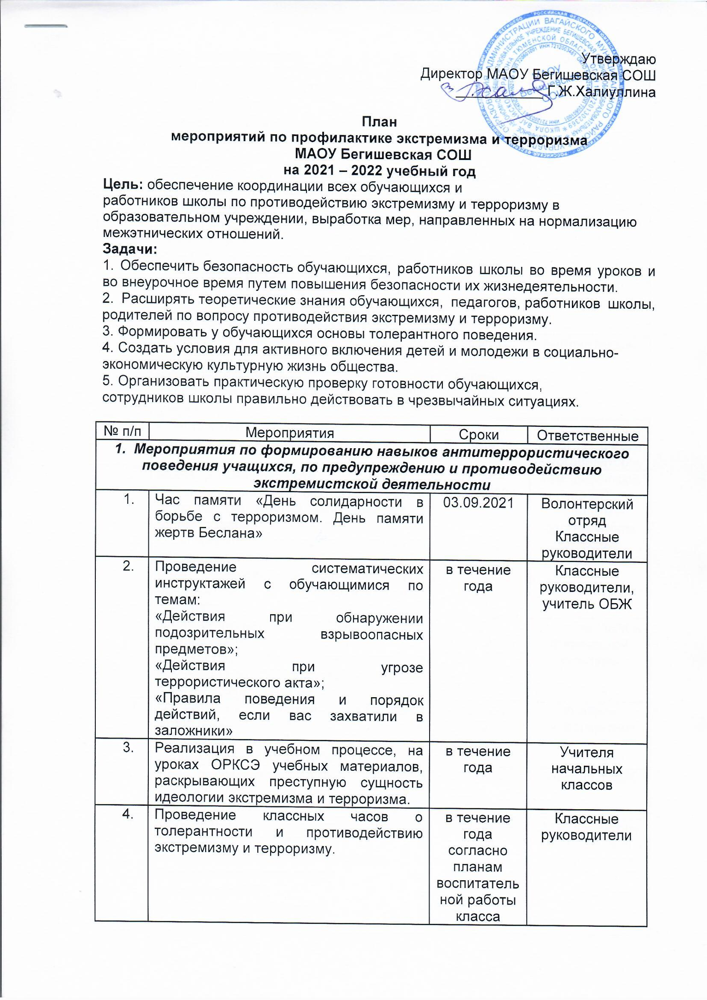 Утверждаю
Директор МАОУ Бегишевская СОШ
Г.Ж.Халиуллина
План
мероприятий по профилактике экстремизма и терроризма
МАОУ Бегишевская СОШ
на 2021 – 2022 учебный год
Цель: обеспечение координации всех обучающихся и
работников школы по противодействию экстремизму и терроризму в
образовательном учреждении, выработка мер, направленных на нормализацию
межэтнических отношений.
Задачи:
1. Обеспечить безопасность обучающихся, работников школы во время уроков и
во внеурочное время путем повышения безопасности их жизнедеятельности.
2. Расширять теоретические знания обучающихся, педагогов, работников школы,
родителей по вопросу противодействия экстремизму и терроризму.
3. Формировать у обучающихся основы толерантного поведения.
4. Создать условия для активного включения детей и молодежи в социально-
экономическую культурную жизнь общества.
5. Организовать практическую проверку готовности обучающихся,
сотрудников школы правильно действовать в чрезвычайных ситуациях.
№ п/п Мероприятия Сроки Ответственные
1. Мероприятия по формированию навыков антитеррористического
поведения учащихся, по предупреждению и противодействию
экстремистской деятельности
1.
Час памяти «День солидарности в
борьбе с терроризмом. День памяти
жертв Беслана»
03.09.2021
Волонтерский
отряд
Классные
руководители
2.
Проведение систематических
инструктажей с обучающимися по
темам:
«Действия при обнаружении
подозрительных взрывоопасных
предметов»;
«Действия при угрозе
террористического акта»;
«Правила поведения и порядок
действий, если вас захватили в
заложники»
в течение
года
Классные
руководители,
учитель ОБЖ
3.
Реализация в учебном процессе, на
уроках ОРКСЭ учебных материалов,
раскрывающих преступную сущность
идеологии экстремизма и терроризма.
в течение
года
Учителя
начальных
классов
4.
Проведение классных часов о
толерантности и противодействию
экстремизму и терроризму.
в течение
года
согласно
планам
воспитатель
ной работы
класса
Классные
руководители
МАОУ
Бегишевская
СОШ